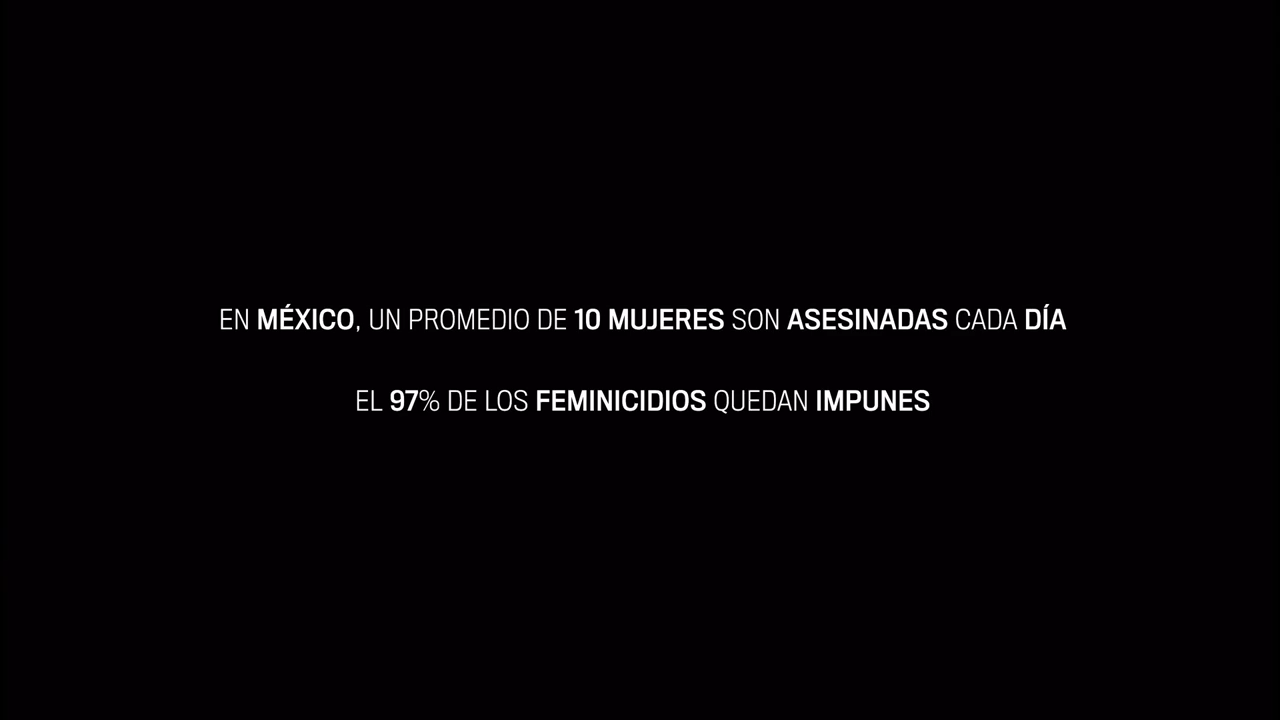 EN MÉXICO, UN PROMEDIO DE 10 MUJERES SON ASESINADAS CADA DÍA
EL 97% DE LOS FEMINICIDIOS QUEDAN IMPUNES